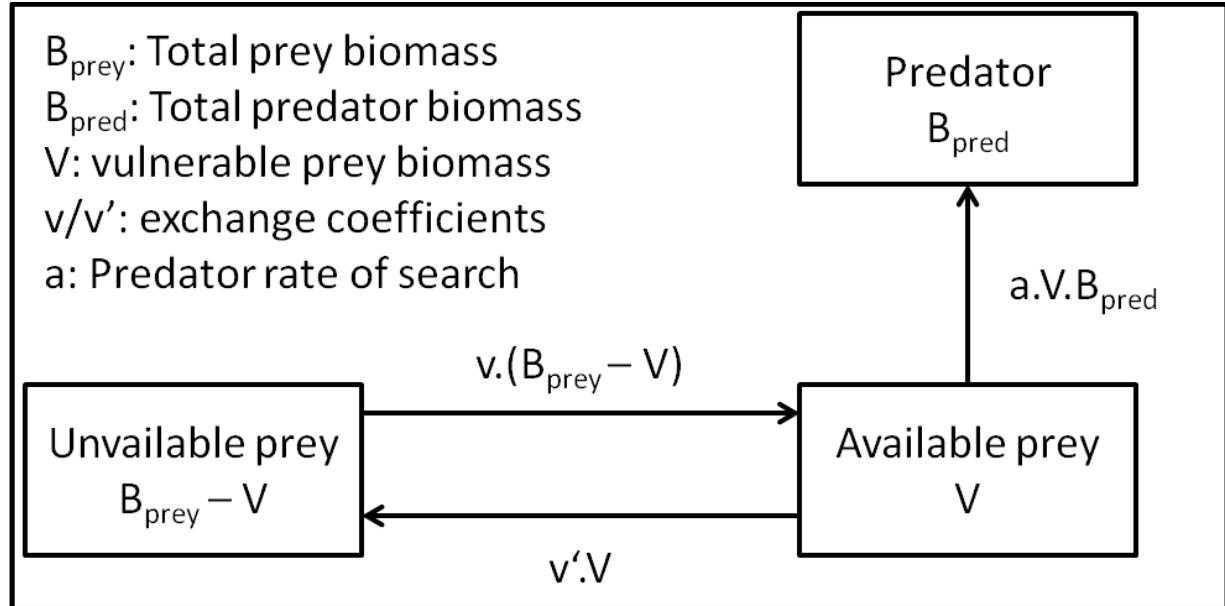 B_prey: Total prey biomass
B_pred: Total predator biomass
V: vulnerable prey biomass
v/v’: exchange coefficients
a: Predator rate of search
Predator
B_pred
a.V.B_pred
v.(B_prey – V)
Unvailable prey
B_prey – V
Available prey
V
v‘.V